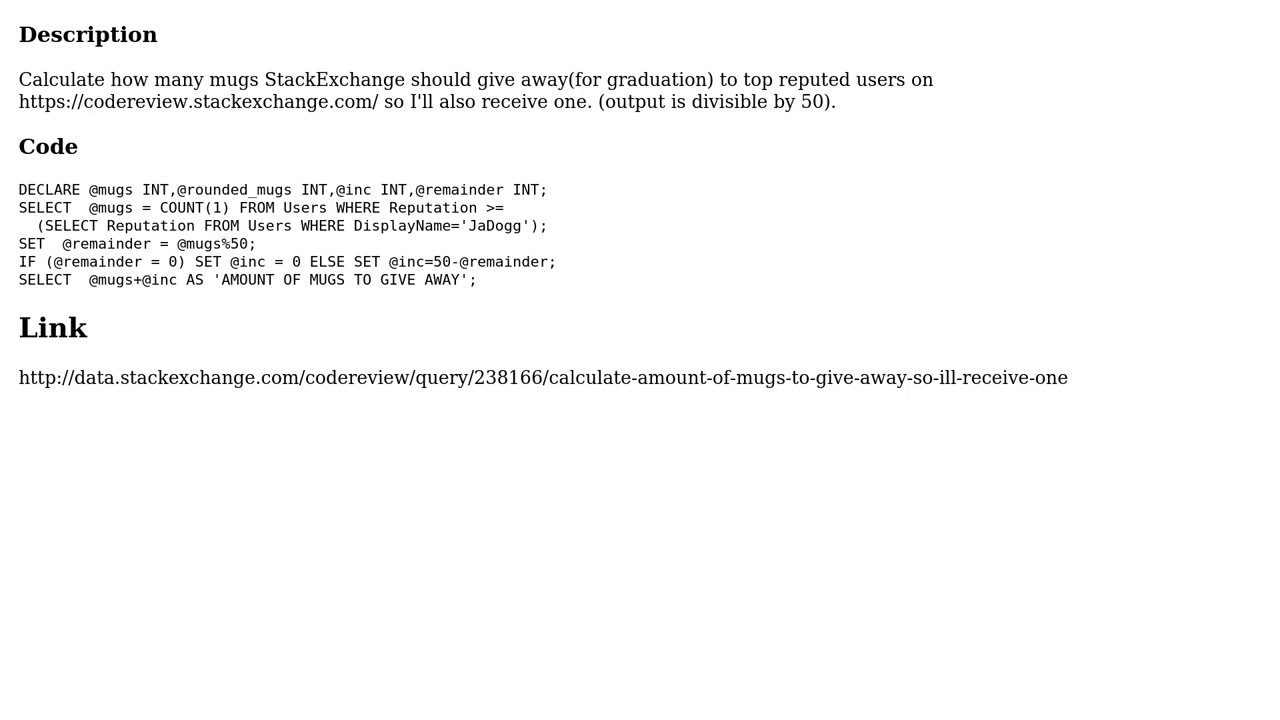 Description
Calculate how many mugs StackExchange should give away(for graduation) to top reputed users on
https://codereview.stackexchange.com/ so I'll also receive one. (output is divisible by 50).
Code
DECLARE @mugs INT,@rounded_mugs INT,@inc INT,@remainder INT;
SELECT  @mugs = COUNT(1) FROM Users WHERE Reputation >=
  (SELECT Reputation FROM Users WHERE DisplayName='JaDogg');
SET  @remainder = @mugs%50;
IF (@remainder = 0) SET @inc = 0 ELSE SET @inc=50-@remainder;
SELECT  @mugs+@inc AS 'AMOUNT OF MUGS TO GIVE AWAY';
Link
http://data.stackexchange.com/codereview/query/238166/calculate-amount-of-mugs-to-give-away-so-ill-receive-one